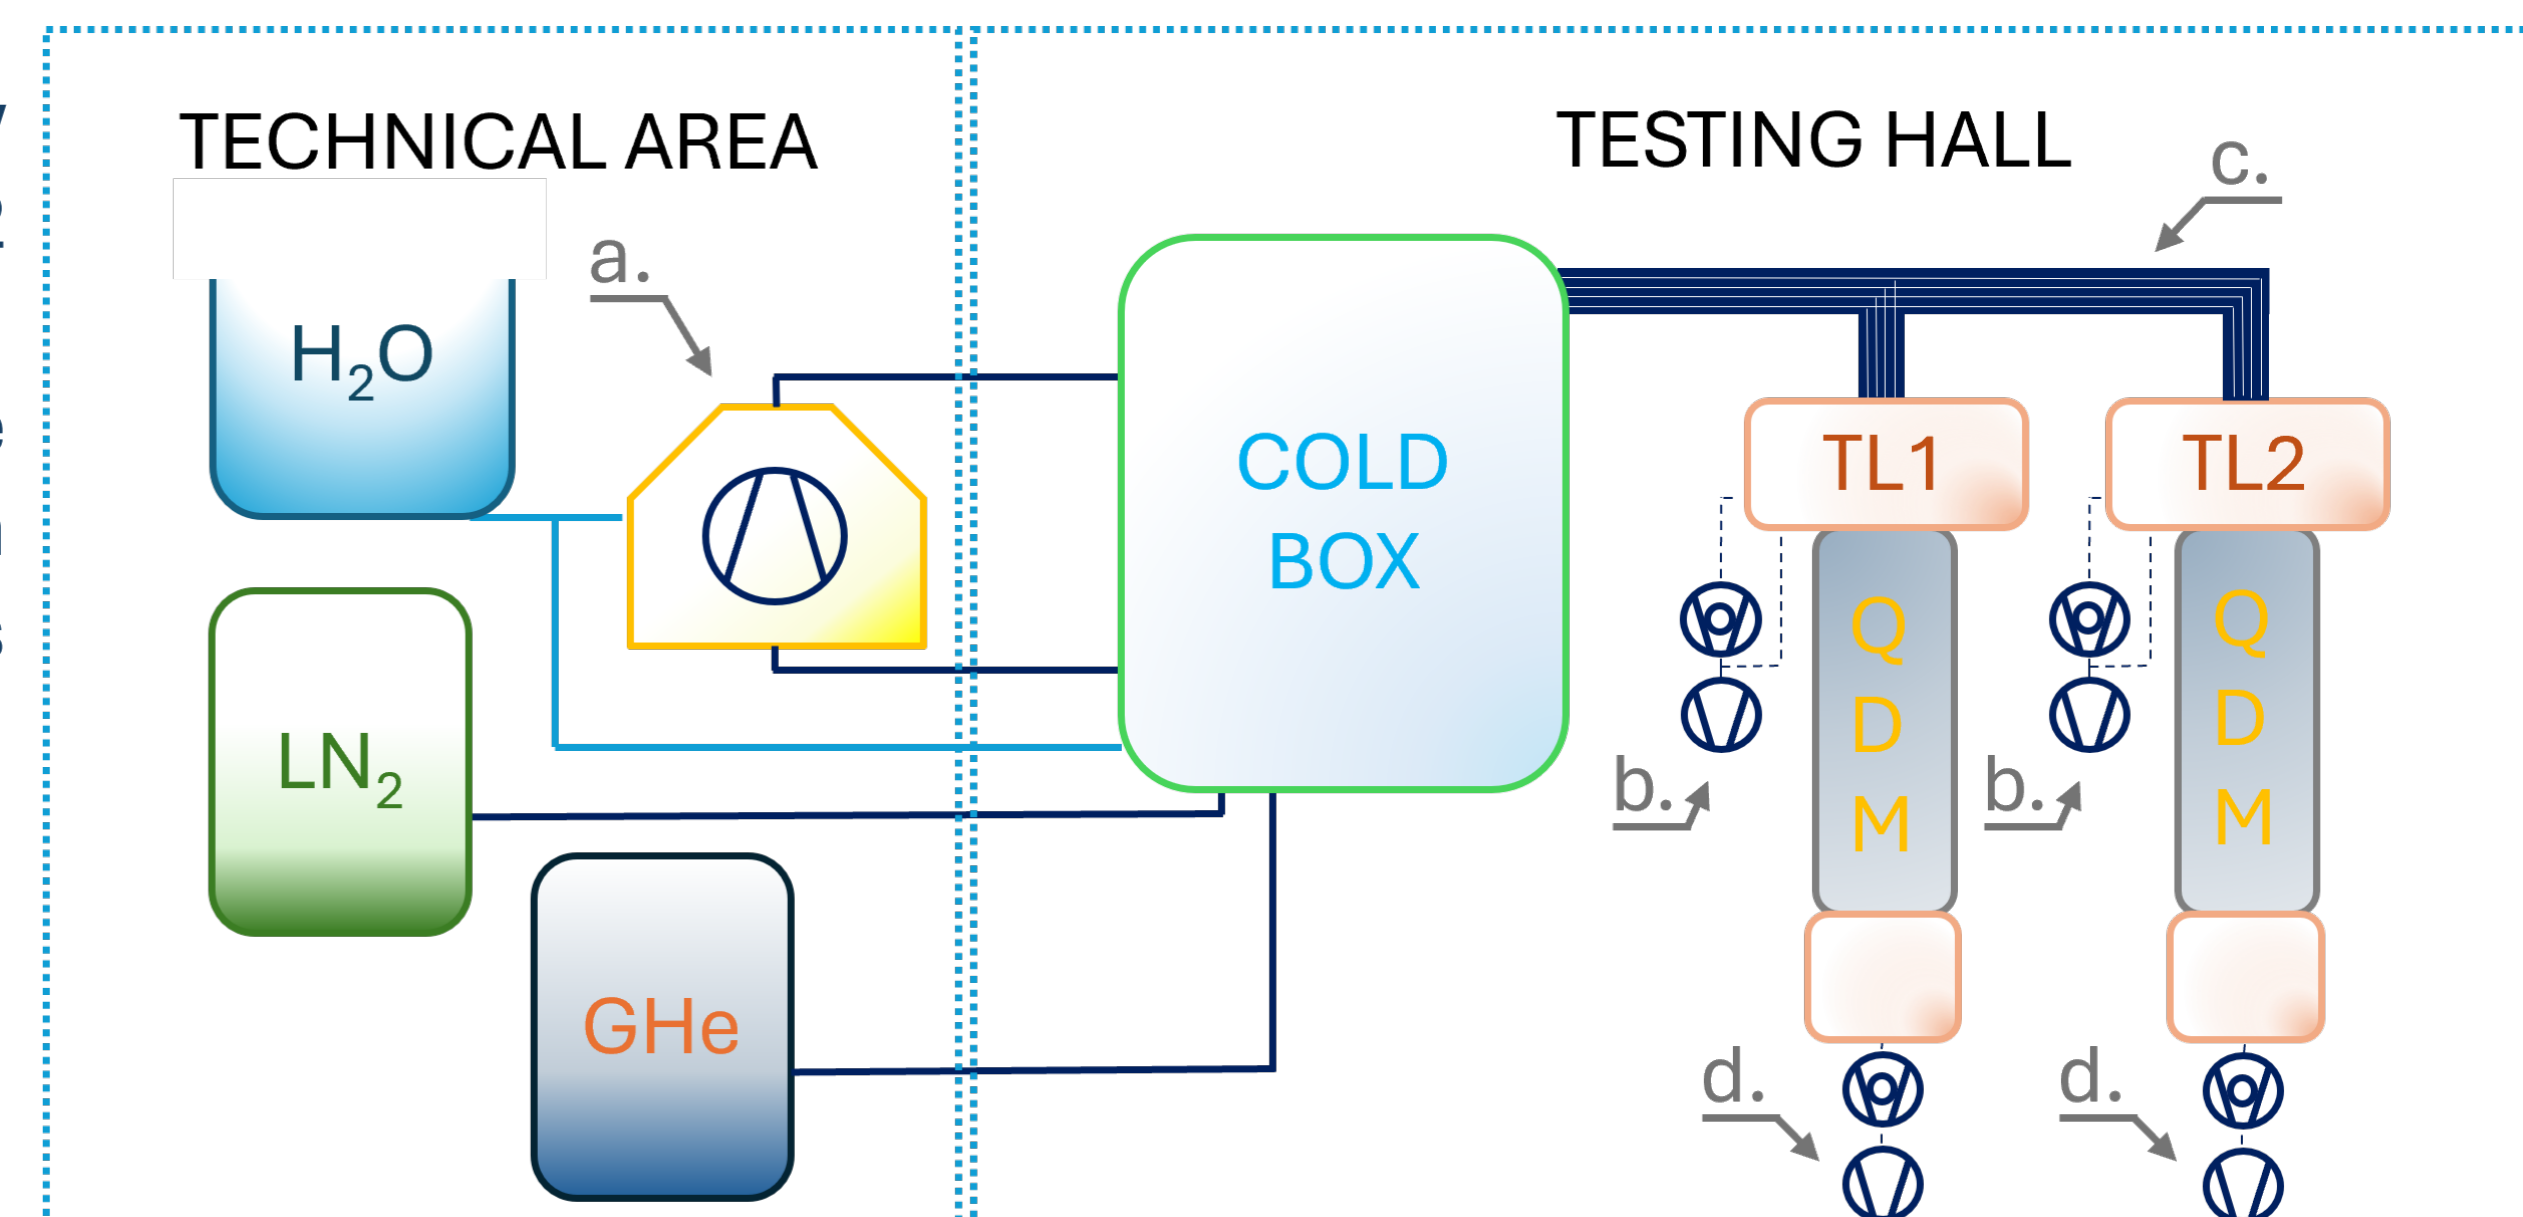 TECHNICAL AREA
TESTING HALL
c.
a.
H₂O
COLD
BOX
TL1
TL2
Q
D
M
Q
D
M
LN₂
b.
b.
GHe
d.
d.